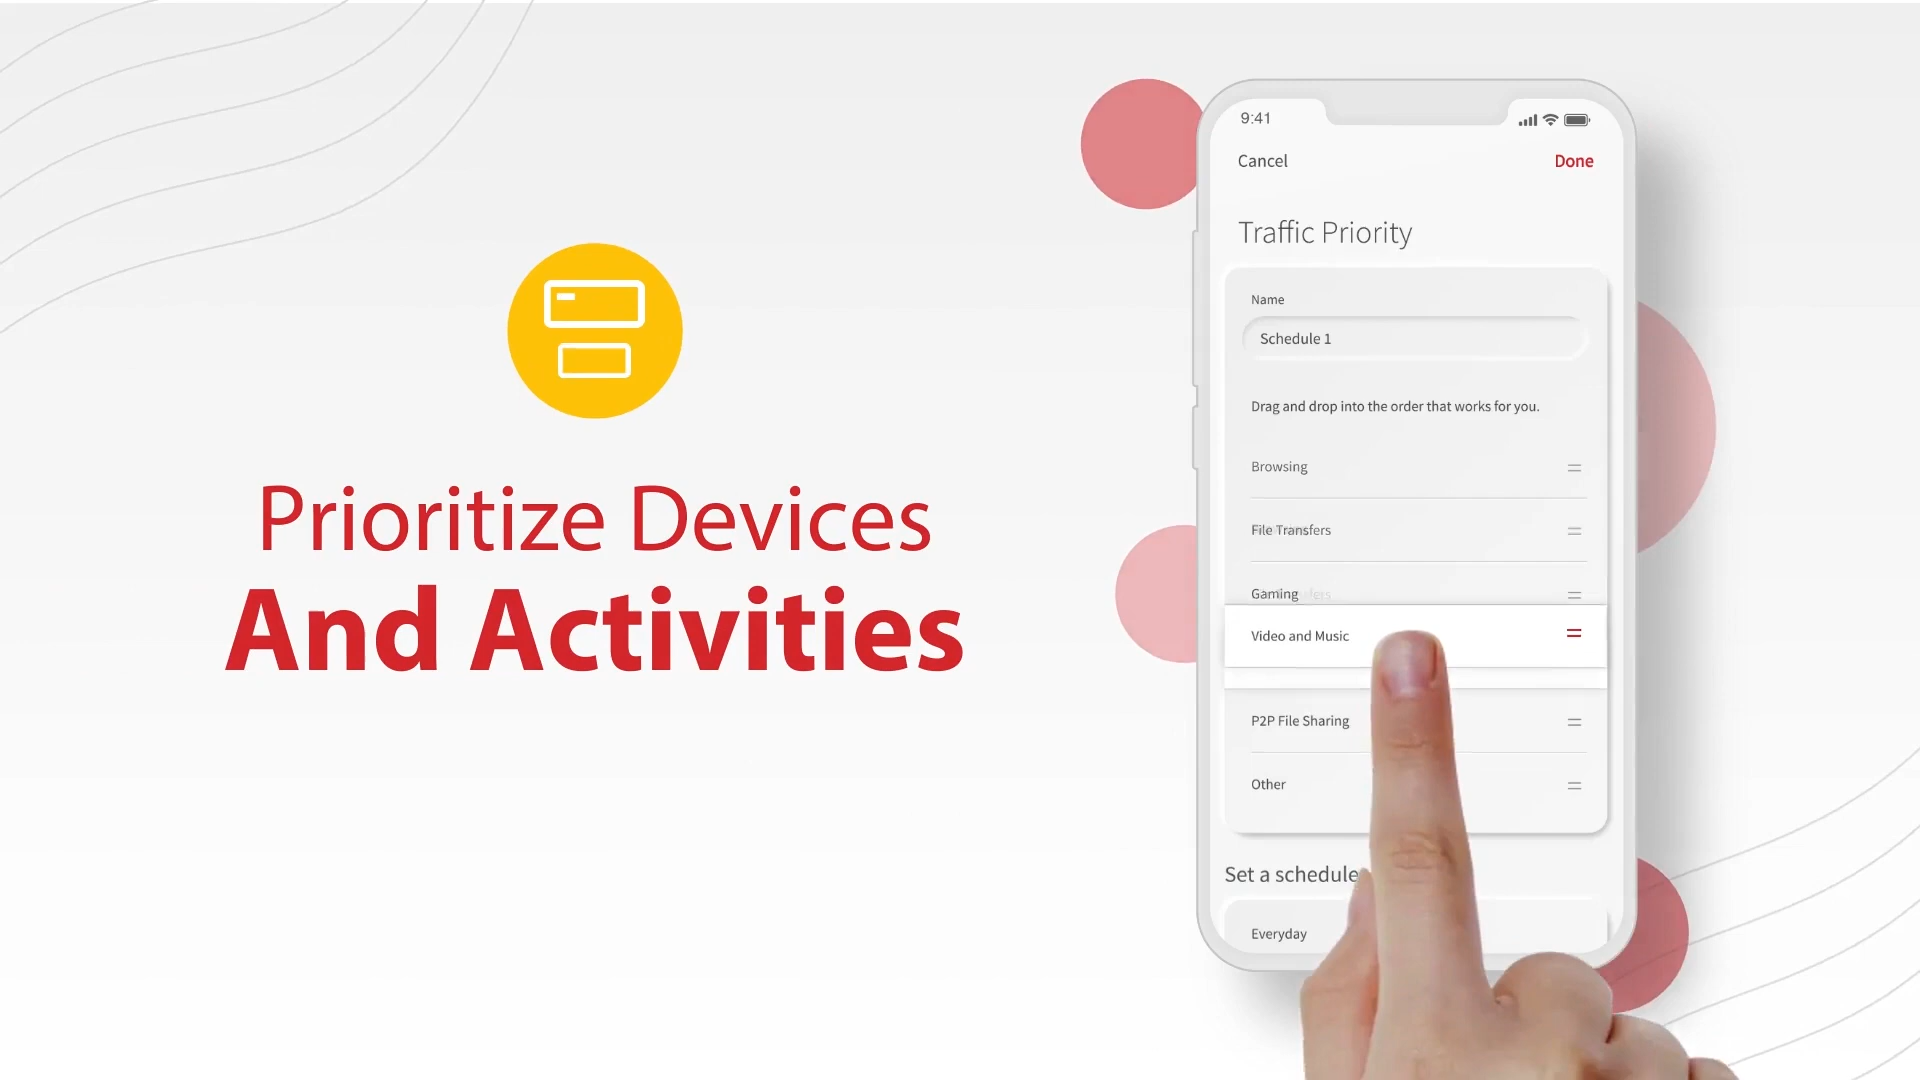 Prioritize Devices
And Activities
9:41
Cancel
Done
Traffic Priority
Name
Schedule 1
Drag and drop into the order that works for you.
Browsing
File Transfers
Gaming
Video and Music
P2P File Sharing
Other
Set a schedule
Everyday